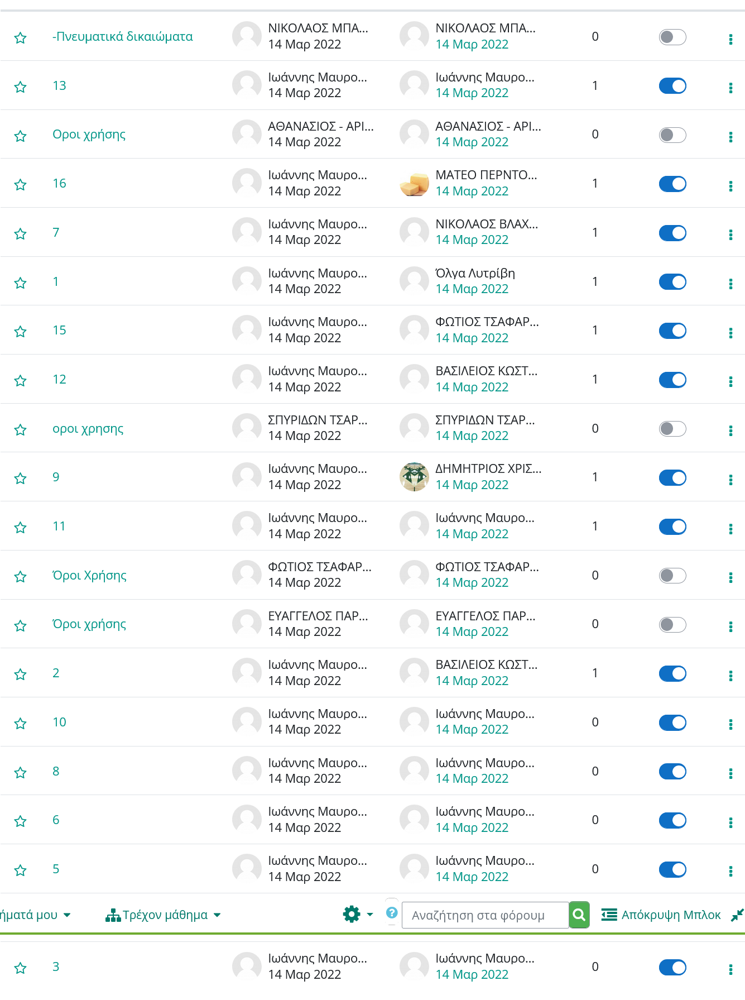 -Πνευματικά δικαιώματα ΝΙΚΟΛΑΟΣ ΜΠΑ... ΝΙΚΟΛΑΟΣ ΜΠΑ... 0
14 Μαρ 2022 14 Μαρ 2022
13 Ιωάννης Μαυρο... Ιωάννης Μαυρο... 1
14 Μαρ 2022 14 Μαρ 2022
Οροι χρήσης ΑΘΑΝΑΣΙΟΣ - ΑΡΙ... ΑΘΑΝΑΣΙΟΣ - ΑΡΙ... 0
14 Μαρ 2022 14 Μαρ 2022
16 Ιωάννης Μαυρο... ΜΑΤΕΟ ΠΕΡΝΤΟ... 1
14 Μαρ 2022 14 Μαρ 2022
7 Ιωάννης Μαυρο... ΝΙΚΟΛΑΟΣ ΒΛΑΧ... 1
14 Μαρ 2022 14 Μαρ 2022
1 Ιωάννης Μαυρο... Όλγα Λυτρίβη 1
14 Μαρ 2022 14 Μαρ 2022
15 Ιωάννης Μαυρο... ΦΩΤΙΟΣ ΤΣΑΦΑΡ... 1
14 Μαρ 2022 14 Μαρ 2022
12 Ιωάννης Μαυρο... ΒΑΣΙΛΕΙΟΣ ΚΩΣΤ... 1
14 Μαρ 2022 14 Μαρ 2022
οροι χρησης ΣΠΥΡΙΔΩΝ ΤΣΑΡ... ΣΠΥΡΙΔΩΝ ΤΣΑΡ... 0
14 Μαρ 2022 14 Μαρ 2022
9 Ιωάννης Μαυρο... ΔΗΜΗΤΡΙΟΣ ΧΡΙΣ... 1
14 Μαρ 2022 14 Μαρ 2022
11 Ιωάννης Μαυρο... Ιωάννης Μαυρο... 1
14 Μαρ 2022 14 Μαρ 2022
Όροι Χρήσης ΦΩΤΙΟΣ ΤΣΑΦΑΡ... ΦΩΤΙΟΣ ΤΣΑΦΑΡ... 0
14 Μαρ 2022 14 Μαρ 2022
Όροι χρήσης ΕΥΑΓΓΕΛΟΣ ΠΑΡ... ΕΥΑΓΓΕΛΟΣ ΠΑΡ... 0
14 Μαρ 2022 14 Μαρ 2022
2 Ιωάννης Μαυρο... ΒΑΣΙΛΕΙΟΣ ΚΩΣΤ... 1
14 Μαρ 2022 14 Μαρ 2022
10 Ιωάννης Μαυρο... Ιωάννης Μαυρο... 0
14 Μαρ 2022 14 Μαρ 2022
8 Ιωάννης Μαυρο... Ιωάννης Μαυρο... 0
14 Μαρ 2022 14 Μαρ 2022
6 Ιωάννης Μαυρο... Ιωάννης Μαυρο... 0
14 Μαρ 2022 14 Μαρ 2022
5 Ιωάννης Μαυρο... Ιωάννης Μαυρο... 0
14 Μαρ 2022 14 Μαρ 2022
ήματά μου Τρέχον μάθημα ? Αναζήτηση στα φόρουμ Απόκρυψη Μπλοκ
3 Ιωάννης Μαυρο... Ιωάννης Μαυρο... 0
14 Μαρ 2022 14 Μαρ 2022